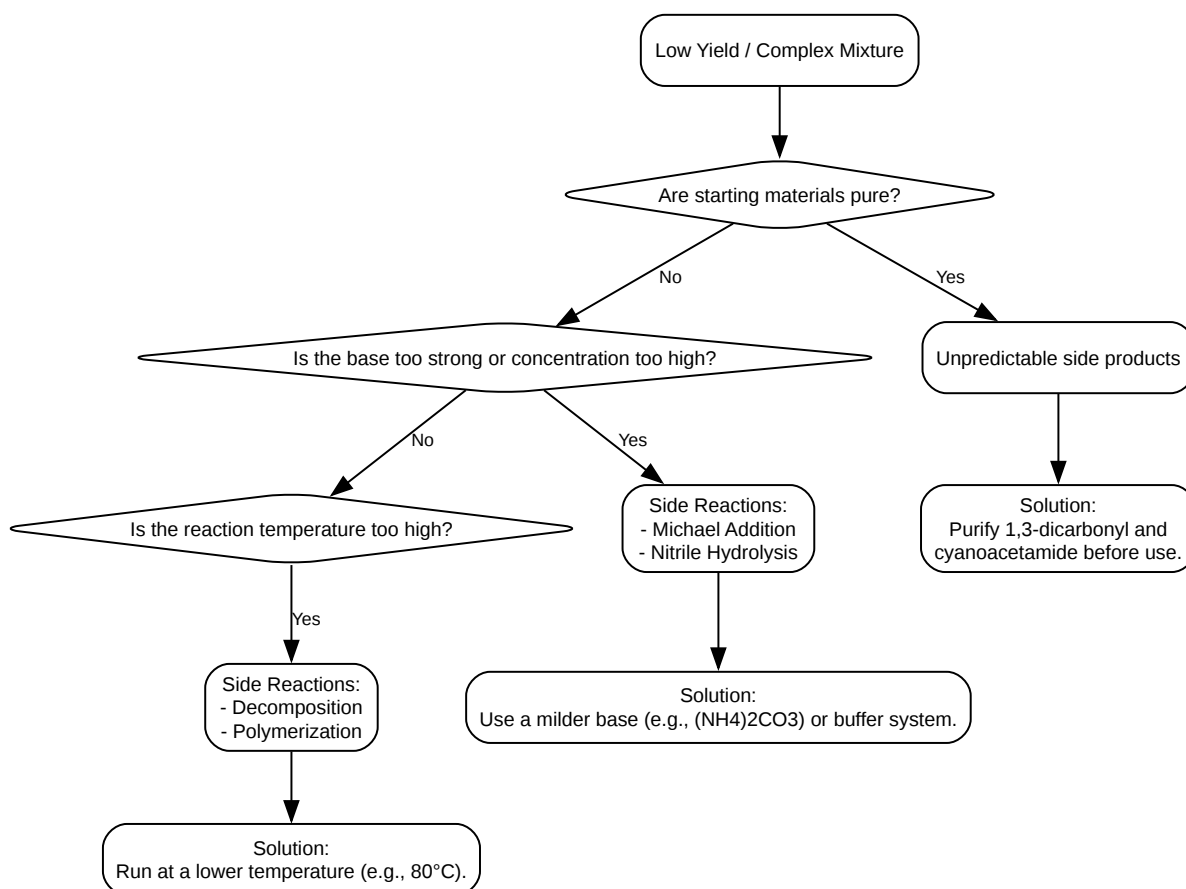 Low Yield / Complex Mixture
Are starting materials pure?
No
Yes
Is the base too strong or concentration too high?
Unpredictable side products
No
Yes
Is the reaction temperature too high?
Side Reactions:
- Michael Addition
- Nitrile Hydrolysis
Solution:
Purify 1,3-dicarbonyl and
cyanoacetamide before use.
Yes
Side Reactions:
- Decomposition
- Polymerization
Solution:
Use a milder base (e.g., (NH4)2CO3) or buffer system.
Solution:
Run at a lower temperature (e.g., 80°C).